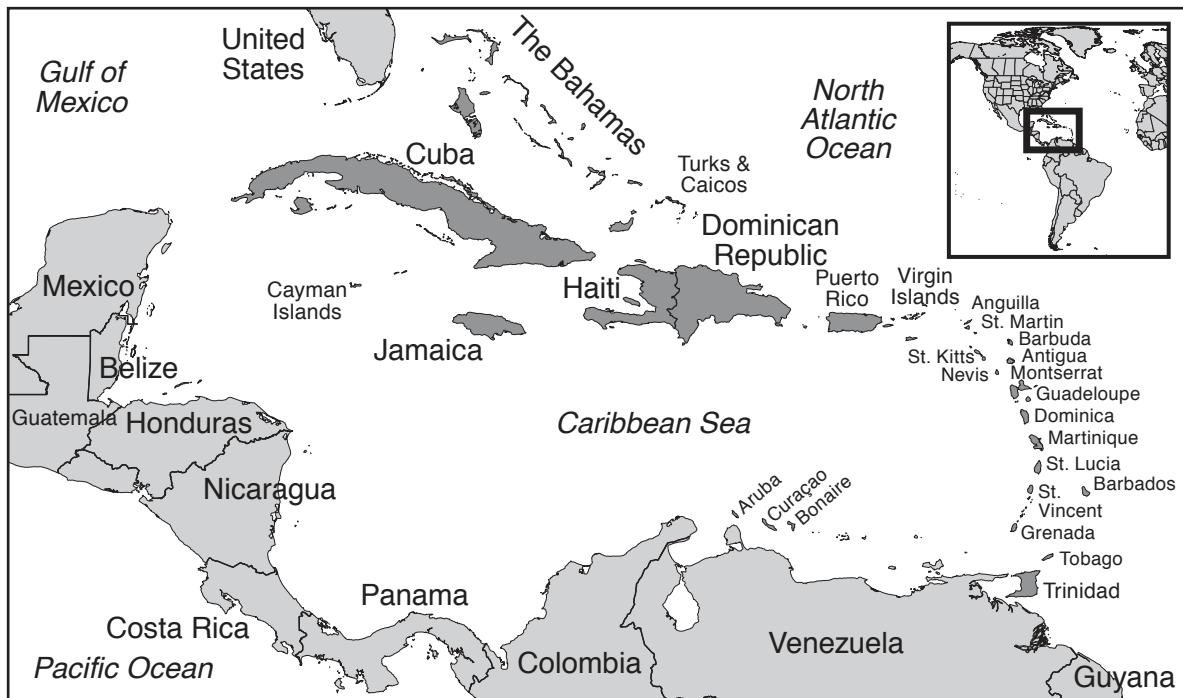 United
States
Gulf of
Mexico
The Bahamas
North
Atlantic
Ocean
Cuba
Turks &
Caicos
Dominican
Republic
Mexico
Cayman
Islands
Haiti
Puerto
Rico
Virgin
Islands
Anguilla
St. Martin
Barbuda
Antigua
St. Kitts
Nevis
Montserrat
Jamaica
Belize
Guadeloupe
Guatemala
Honduras
Caribbean Sea
Dominica
Martinique
Nicaragua
St. Lucia
Barbados
St.
Vincent
Aruba
Curaçao
Bonaire
Grenada
Tobago
Trinidad
Panama
Costa Rica
Pacific Ocean
Colombia
Venezuela
Guyana